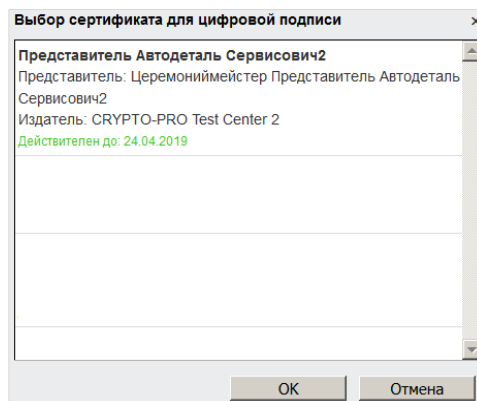 Выбор сертификата для цифровой подписи
Представитель Автодеталь Сервисович2
Представитель: Церемониймейстер Представитель Автодеталь
Сервисович2
Издатель: CRYPTO-PRO Test Center 2
Действителен до: 24.04.2019
OK
Отмена